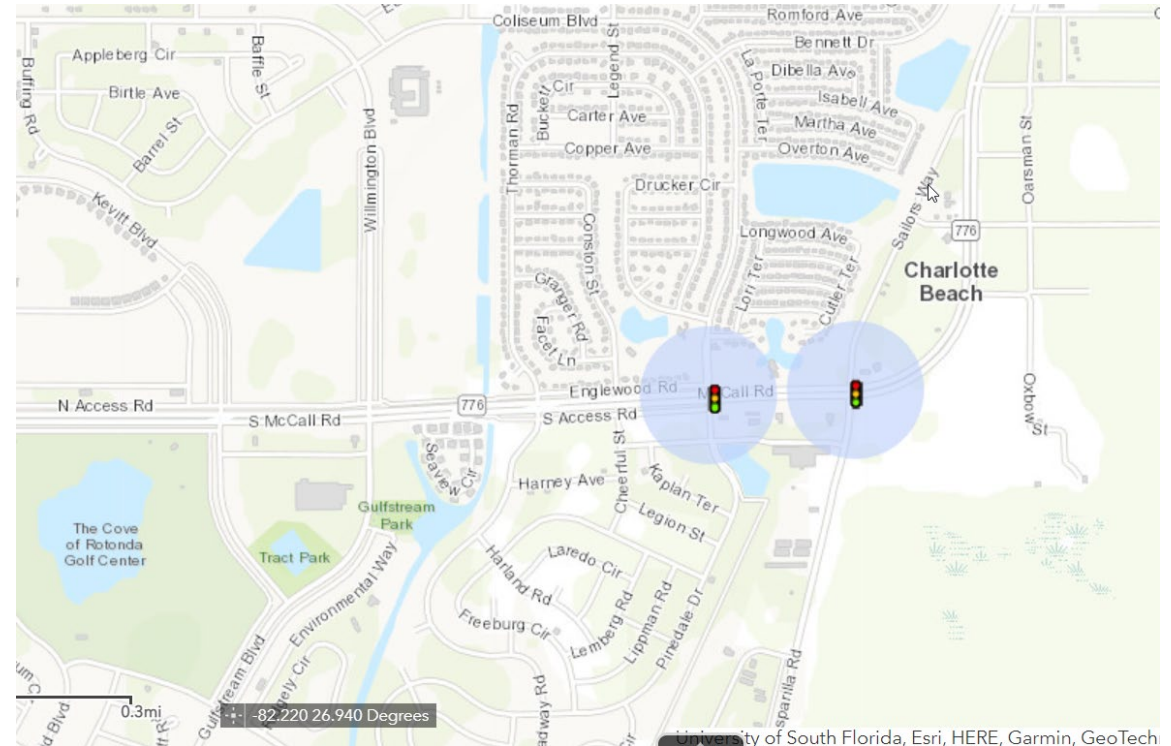 Coliseum Blvd
Romford Ave
Bennett Dr
Appleberg Cir
Baffle St
Legend St
La Porte Ter
Dibella Ave
Buffing Rd
Birtle Ave
Barrel St
Wilmington Blvd
Thorman Rd
Buckett Cir
Carter Ave
Isabell Ave
Martha Ave
Copper Ave
Overton Ave
Oarsman St
Drucker Cir
Sailors Way
Kevitt Blvd
Conston St
Longwood Ave
776
Charlotte
Beach
Granger Rd
Lori Ter
Cutler Ter
Facet Ln
Englewood Rd
N McCall Rd
N Access Rd
S McCall Rd
776
S Access Rd
Oxbow St
Seaview Cir
Harney Ave
Cheerful St
Kaplan Ter
Legion St
Gulfstream
Park
The Cove
of Rotonda
Golf Center
Tract Park
Environmental Way
Harland Rd
Laredo Cir
Freeburg Cir
Lemberg Rd
Lippman Rd
Pinedale Dr
Gulfstream Blvd
0.3mi
-82.220 26.940 Degrees
sparilla Rd
adway Rd
University of South Florida, Esri, HERE, Garmin, GeoTech